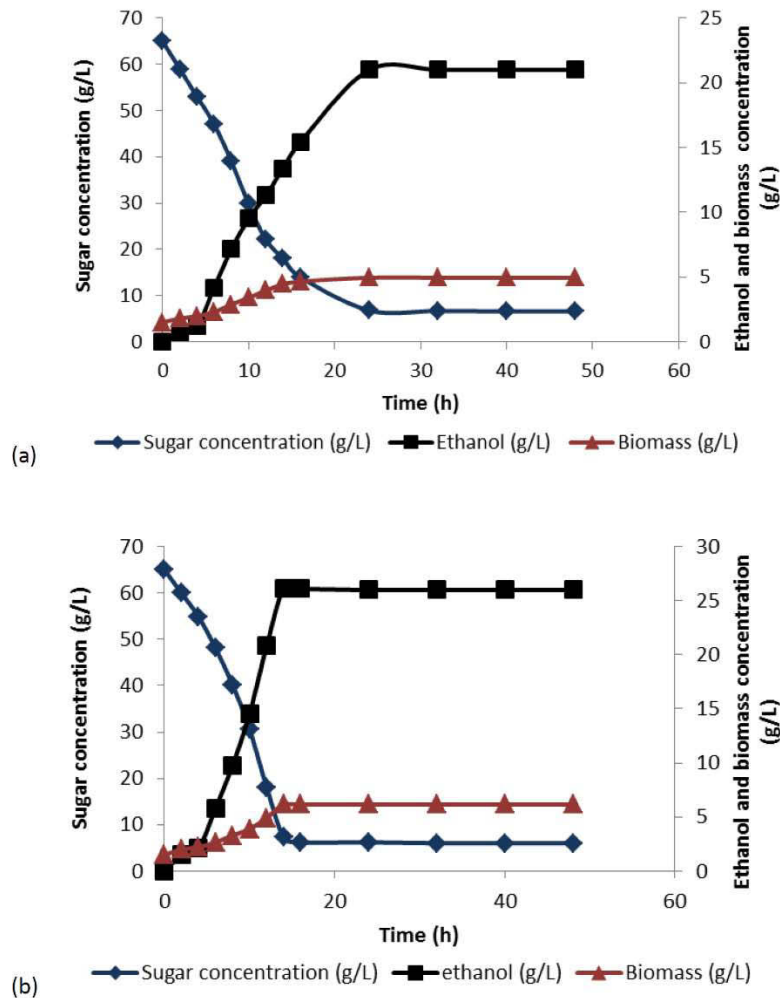 70
60
50
40
30
20
10
0
Sugar concentration (g/L)
25
20
15
10
5
0
Ethanol and biomass concentration
(g/L)
0 10 20 30 40 50 60
Time (h)
Sugar concentration (g/L) Ethanol (g/L) Biomass (g/L)
(a)
70
60
50
40
30
20
10
0
Sugar concentration (g/L)
30
25
20
15
10
5
0
Ethanol and biomass concentration
(g/L)
0 20 40 60
Time (h)
Sugar concentration (g/L) ethanol (g/L) Biomass (g/L)
(b)